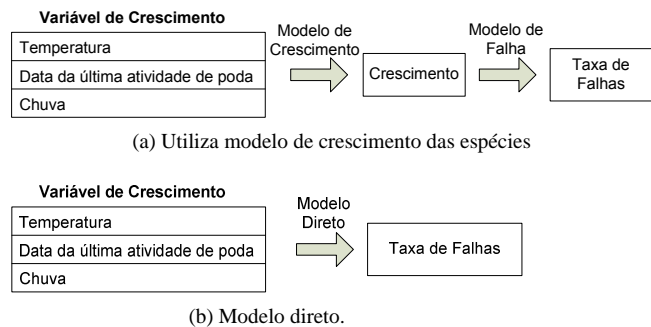 Variável de Crescimento
Temperatura
Data da última atividade de poda
Chuva
Modelo de
Crescimento
Crescimento
Modelo de
Falha
Taxa de
Falhas
(a) Utiliza modelo de crescimento das espécies
Variável de Crescimento
Temperatura
Data da última atividade de poda
Chuva
Modelo
Direto
Taxa de Falhas
(b) Modelo direto.